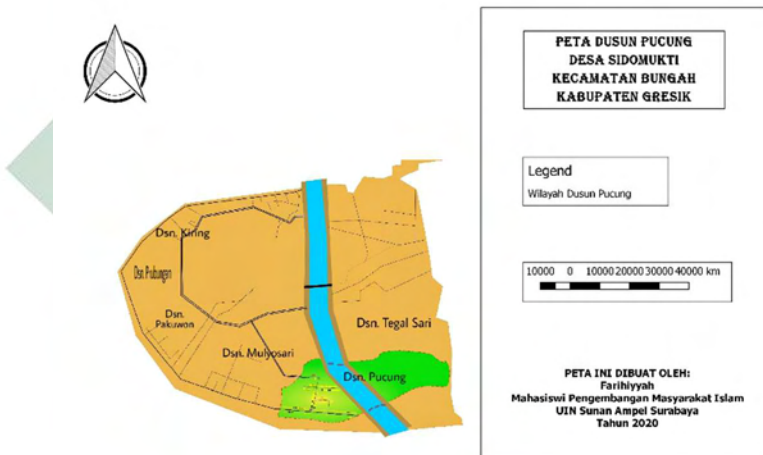 PETA DUSUN PUCUNG
DESA SIDOMUKTI
KECAMATAN BUNGAH
KABUPATEN GRESIK
Legend
Wilayah Dusun Pucung
10000 0 10000 20000 30000 40000 km
PETA INI DIBUAT OLEH:
Farihiyyah
Mahasiswi Pengembangan Masyarakat Islam
UIN Sunan Ampel Surabaya
Tahun 2020
Dsn. Kiring
Dsn.
Pakuwon
Dsn. Mulyosari
Dsn. Tegal Sari
Dsn. Pucung